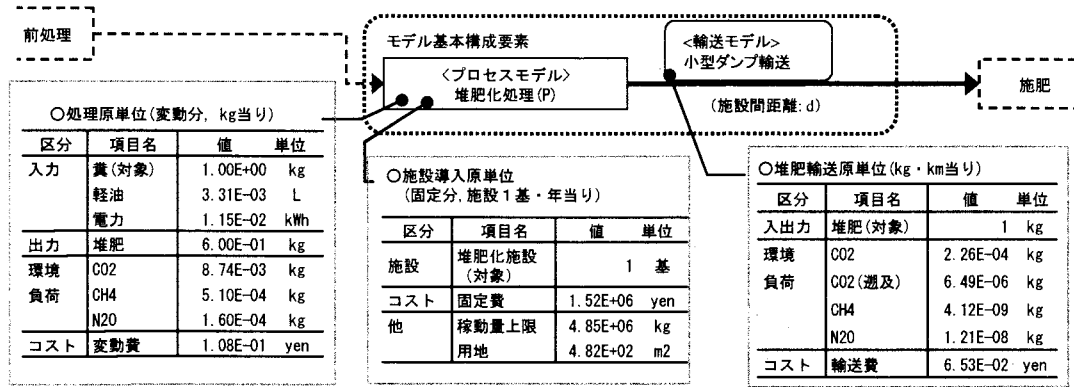 前処理
モデル基本構成要素
<プロセスモデル>
堆肥化処理(P)
<輸送モデル>
小型ダンプ輸送
(施設間距離:d)
施肥
○処理原単位(変動分, kg当り)
区分 項目名 値 単位
入力 糞(対象) 1.00E+00 kg
軽油 3.31E-03 L
電力 1.15E-02 kWh
出力 堆肥 6.00E-01 kg
環境 CO2 8.74E-03 kg
負荷 CH4 5.10E-04 kg
N2O 1.60E-04 kg
コスト 変動費 1.08E-01 yen
○施設導入原単位
(固定分,施設1基・年当り)
区分 項目名 値 単位
施設 堆肥化施設 1 基
(対象)
コスト 固定費 1.52E+06 yen
他 稼動量上限 4.85E+06 kg
用地 4.82E+02 m2
○堆肥輸送原単位(kg・km当り)
区分 項目名 値 単位
入出力 堆肥(対象) 1 kg
環境 CO2 2.26E-04 kg
負荷 CO2(遡及) 6.49E-06 kg
CH4 4.12E-09 kg
N2O 1.21E-08 kg
コスト 輸送費 6.53E-02 yen